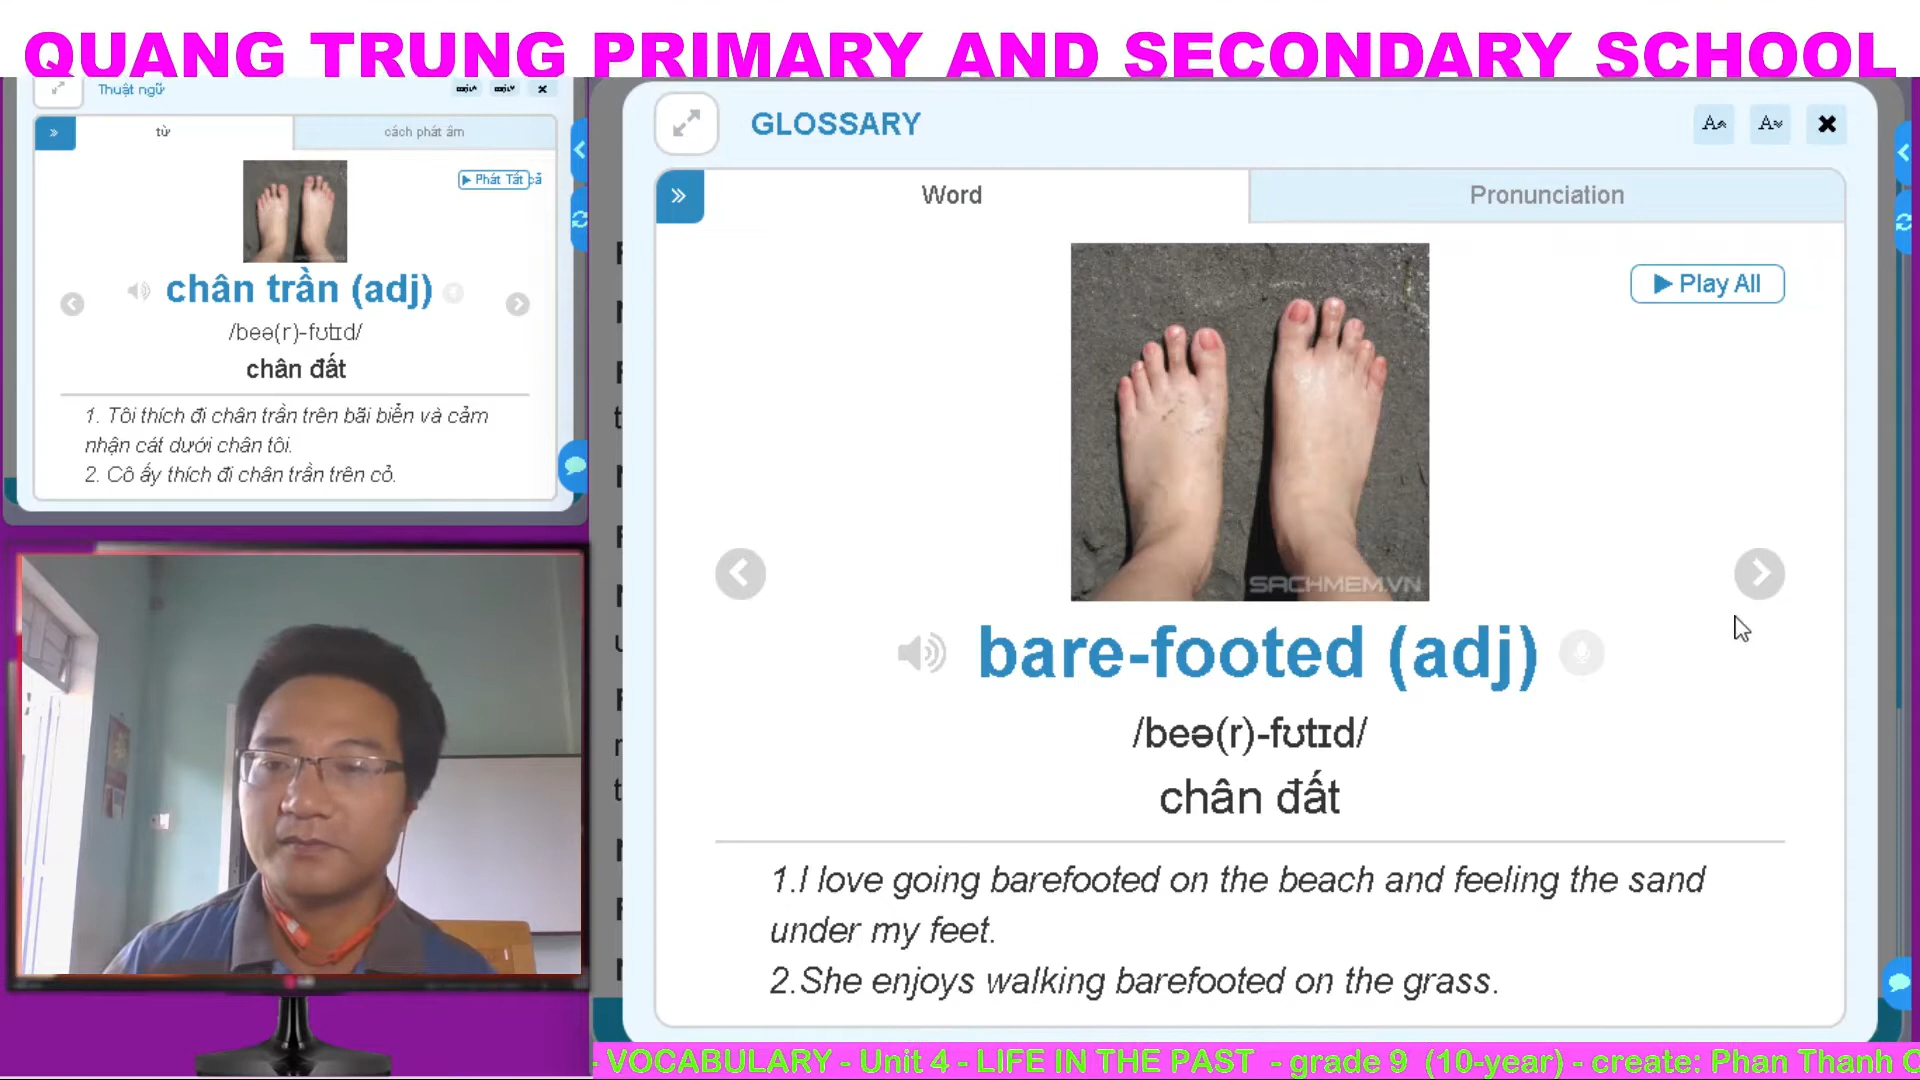 QUANG TRUNG PRIMARY AND SECONDARY SCHOOL
Thuật ngữ
từ
cách phát âm
Phát Tất cả
chân trần (adj)
/beə(r)-fʊtɪd/
chân đất
1. Tôi thích đi chân trần trên bãi biển và cảm
nhận cát dưới chân tôi.
2. Cô ấy thích đi chân trần trên cỏ.
GLOSSARY
A A
Word
Pronunciation
Play All
SACHMEM.VN
bare-footed (adj)
/beə(r)-fʊtɪd/
chân đất
1.I love going barefooted on the beach and feeling the sand
under my feet.
2.She enjoys walking barefooted on the grass.
- VOCABULARY - Unit 4 - LIFE IN THE PAST - grade 9 (10-year) - create: Phan Thanh